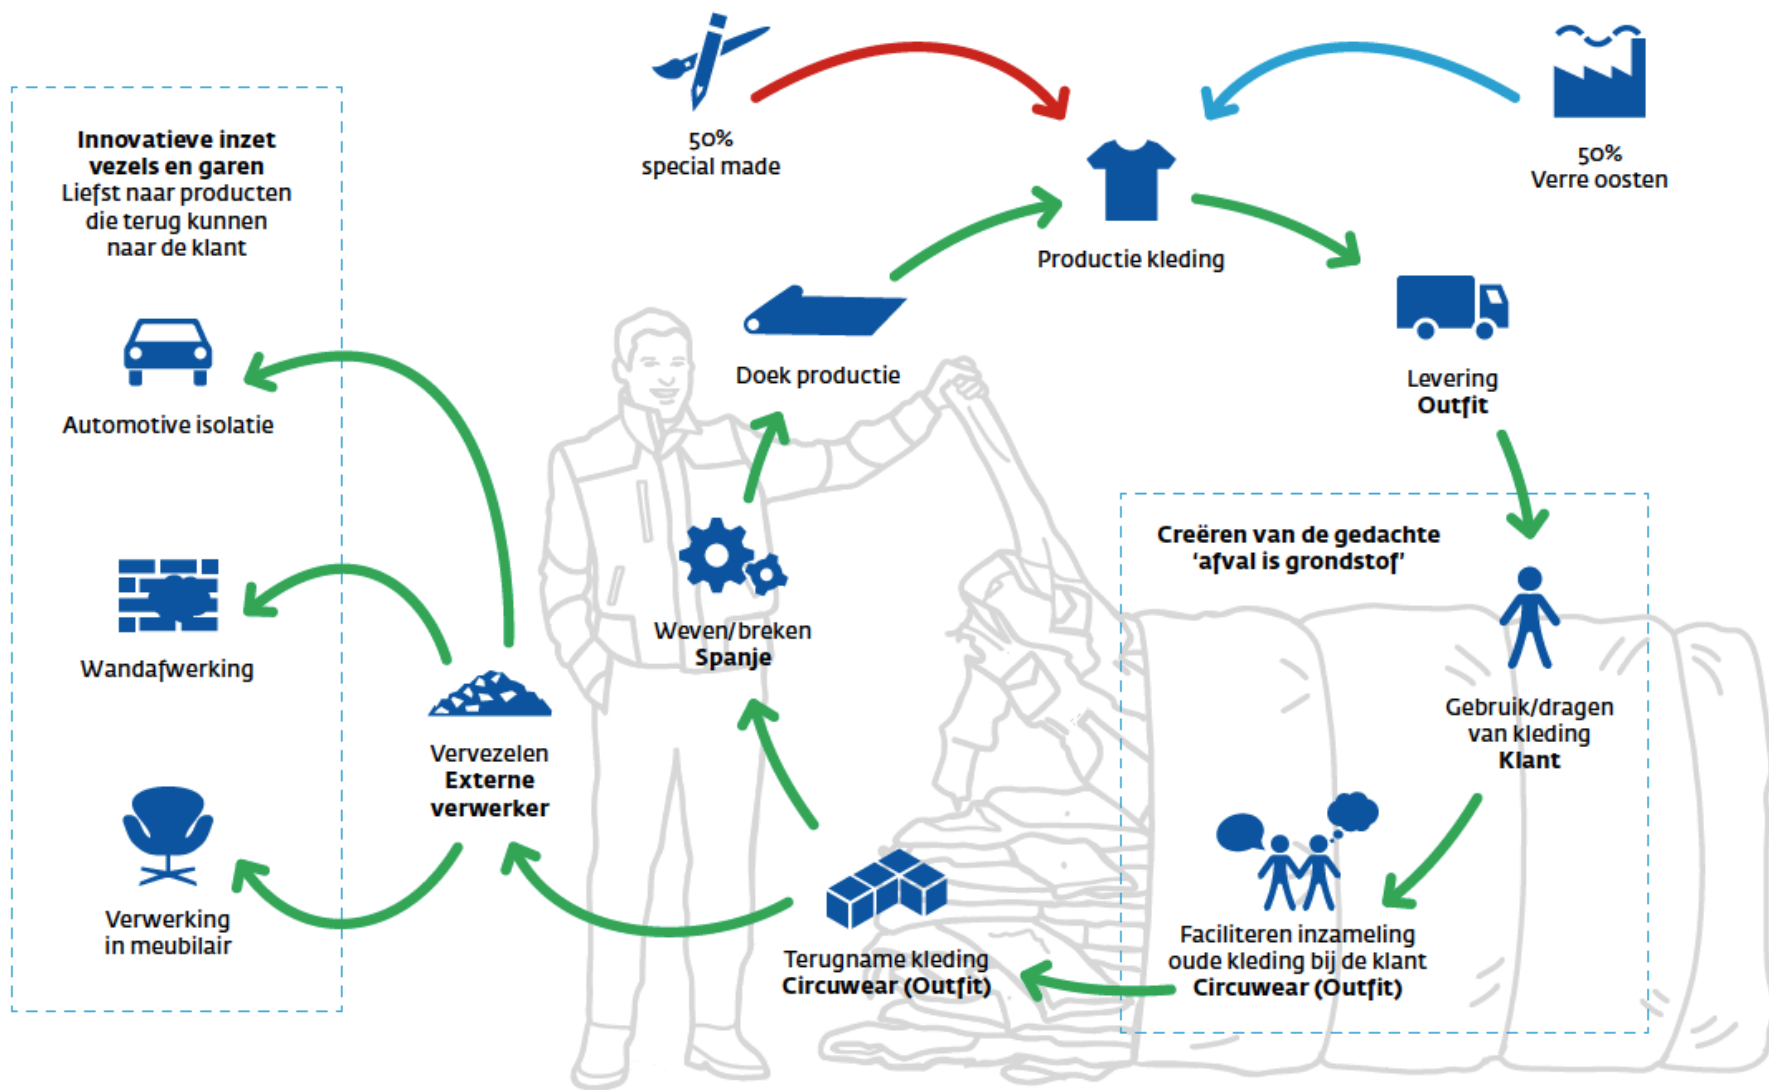 50%
special made
50%
Verre oosten
Innovatieve inzet
vezels en garen
Liefst naar producten
die terug kunnen
naar de klant
Productie kleding
Doek productie
Levering
Outfit
Automotive isolatie
Creëren van de gedachte
‘afval is grondstof’
Weven/breken
Spanje
Wandafwerking
Gebruik/dragen
van kleding
Klant
Vervezelen
Externe
verwerker
Verwerking
in meubilair
Terugname kleding
Circuwear (Outfit)
Faciliteren inzameling
oude kleding bij de klant
Circuwear (Outfit)